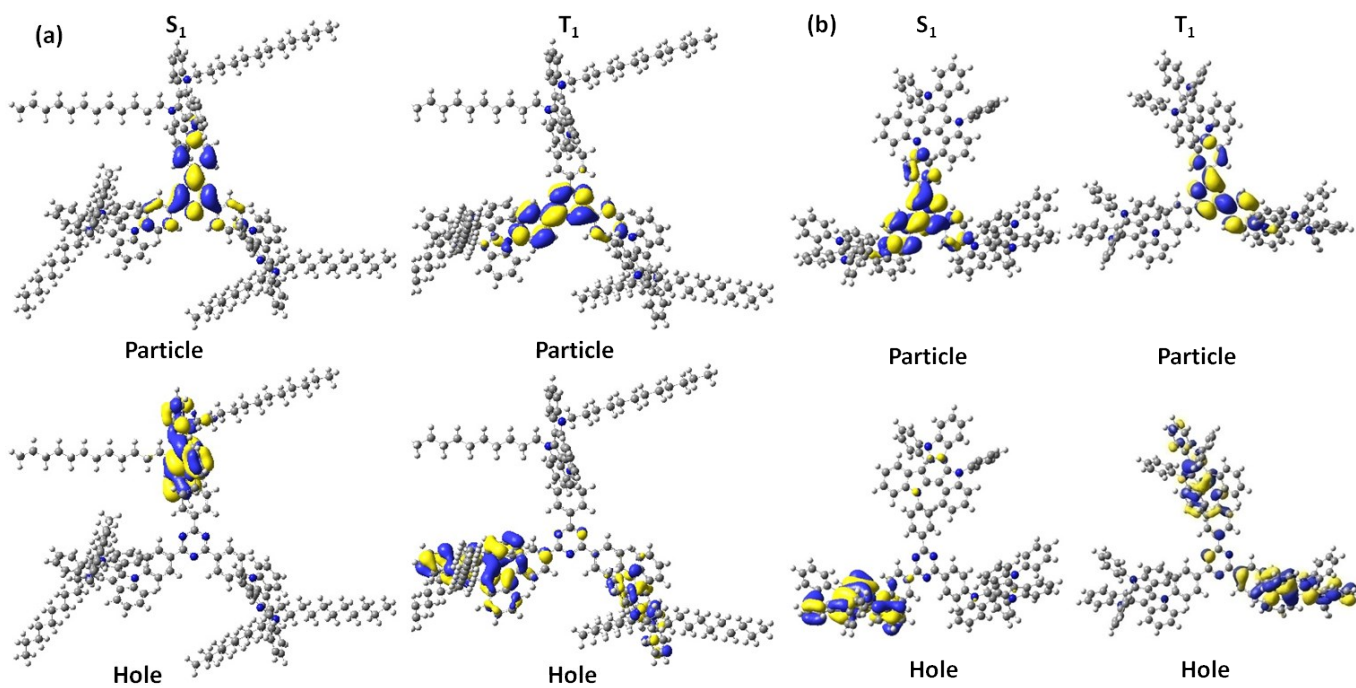 (a)
S₁
T₁
(b)
S₁
T₁
Particle
Particle
Particle
Particle
Hole
Hole
Hole
Hole